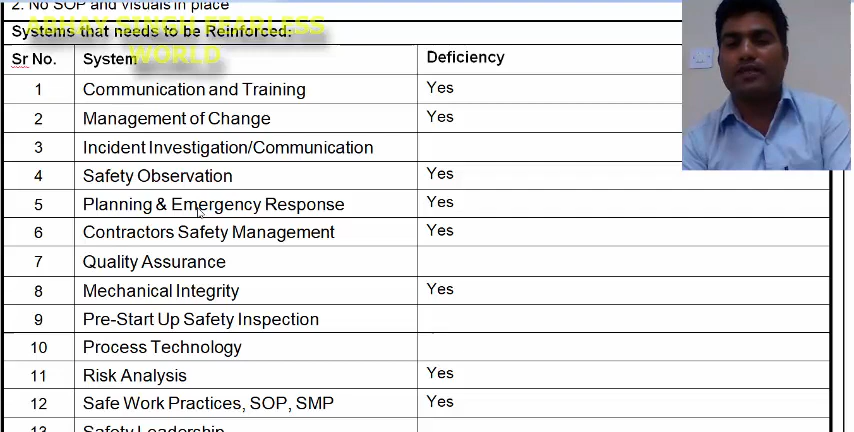 2. No SOP and visuals in place
ABHAY SINGH FEARLESS
WORLD
Systems that needs to be Reinforced:
Sr No. System Deficiency
1 Communication and Training Yes
2 Management of Change Yes
3 Incident Investigation/Communication
4 Safety Observation Yes
5 Planning & Emergency Response Yes
6 Contractors Safety Management Yes
7 Quality Assurance
8 Mechanical Integrity Yes
9 Pre-Start Up Safety Inspection
10 Process Technology
11 Risk Analysis Yes
12 Safe Work Practices, SOP, SMP Yes
13 Safety Leadership